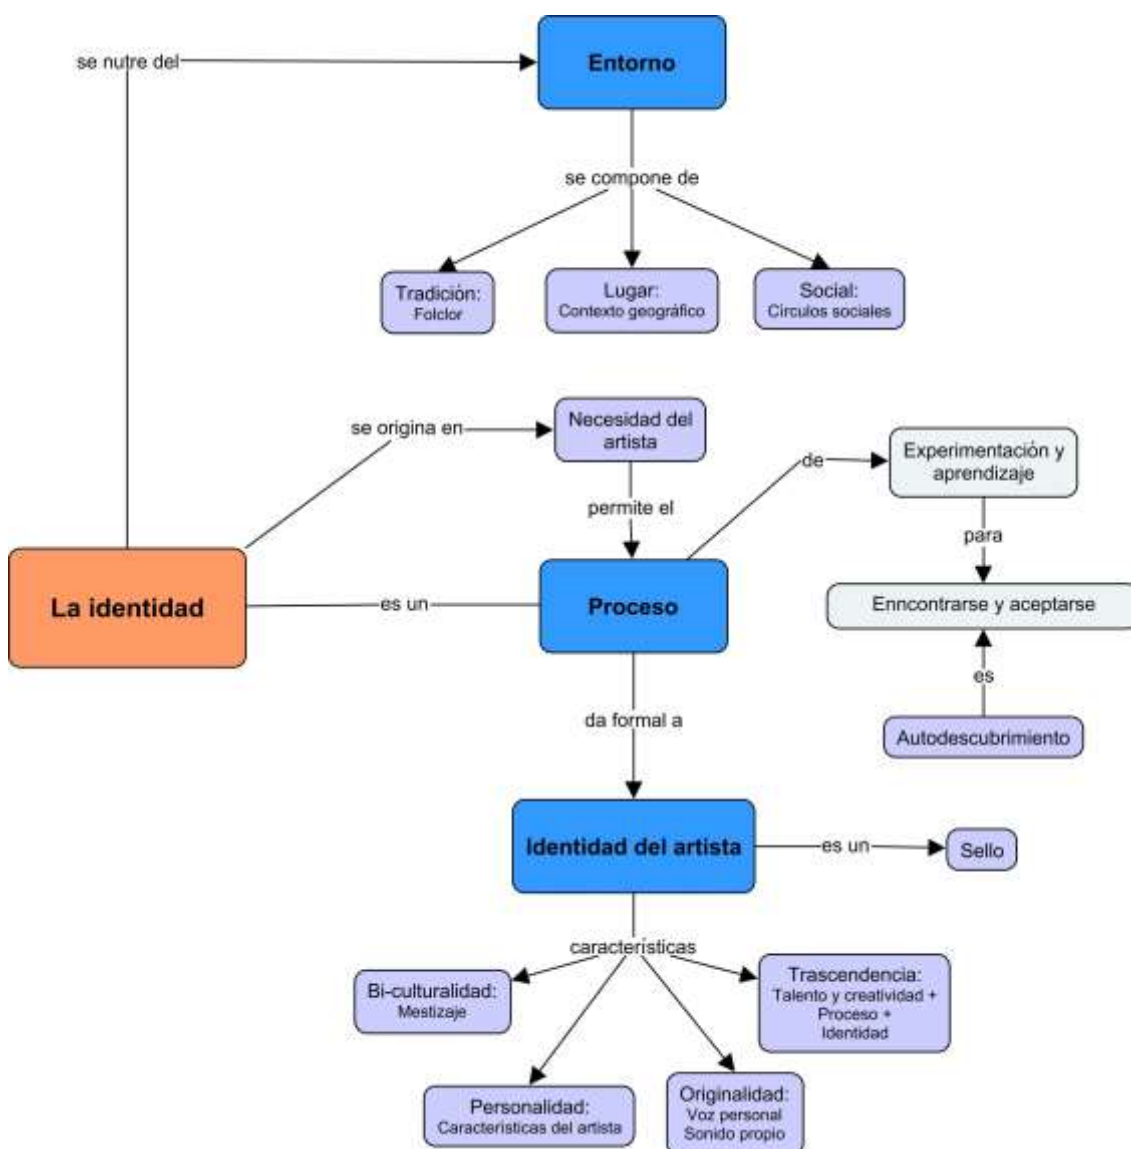 se nutre del
Entorno
se compone de
Tradición:
Folclor
Lugar:
Contexto geográfico
Social:
Círculos sociales
se origina en
Necesidad del
artista
de
Experimentación y
aprendizaje
permite el
para
La identidad
es un
Proceso
Enncontrarse y aceptarse
es
Autodescubrimiento
da formal a
Identidad del artista
es un
Sello
características
Bi-culturalidad:
Mestizaje
Trascendencia:
Talento y creatividad +
Proceso +
Identidad
Personalidad:
Características del artista
Originalidad:
Voz personal
Sonido propio